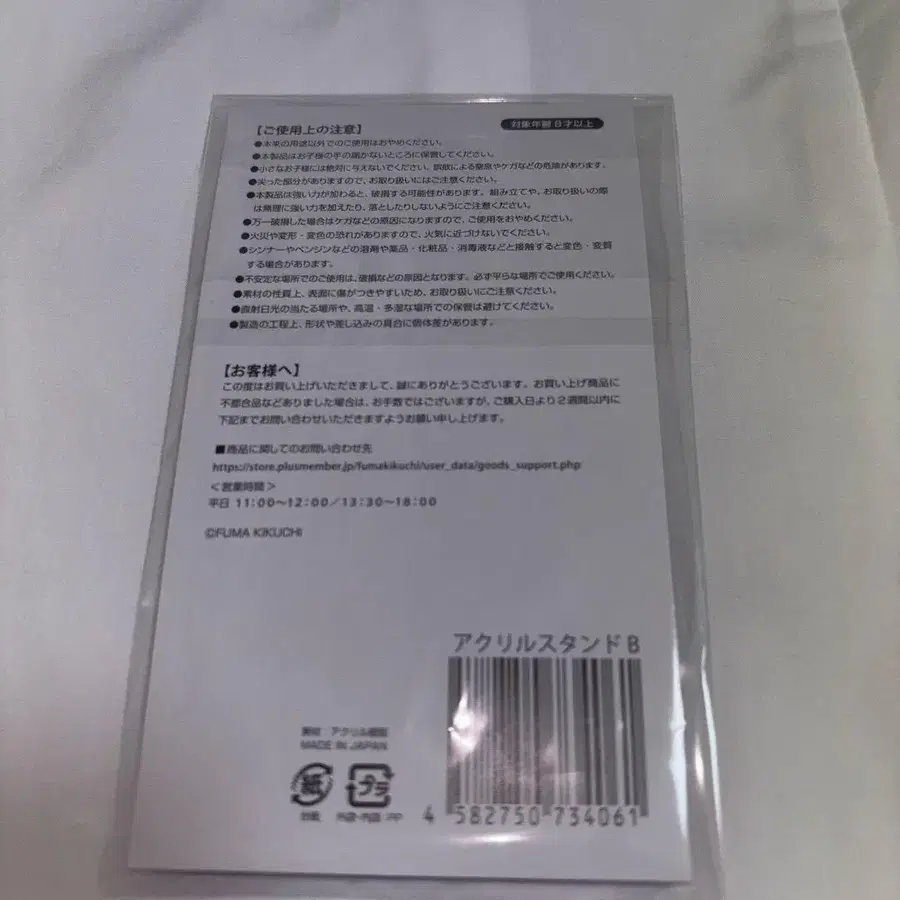 【ご使用上の注意】
対象年齢 8才以上
●本来の用途以外でのご使用はおやめください。
●本製品はお子様の手の届かないところに保管してください。
●小さなお子様には絶対に与えないでください。誤飲による窒息やケガなどの危険があります。
●尖った部分がありますので、お取り扱いにはご注意ください。
●本製品は強い力が加わると、破損する可能性があります。組み立てや、お取り扱いの際
は無理に強い力を加えたり、落としたりしないようにご注意ください。
●万一破損した場合はケガなどの原因になりますので、ご使用をおやめください。
●火災や変形・変色の恐れがありますので、火気に近づけないでください。
●シンナーやベンジンなどの溶剤や薬品・化粧品・消毒液などと接触すると変色・変質
する場合があります。
●不安定な場所でのご使用は、破損などの原因となります。必ず平らな場所でご使用ください。
●素材の性質上、表面に傷がつきやすいため、お取り扱いにご注意ください。
●直射日光の当たる場所や、高温・多湿な場所での保管は避けてください。
●製造の工程上、形状や差し込みの具合に個体差があります。
【お客様へ】
この度はお買い上げいただきまして、誠にありがとうございます。お買い上げ商品に
不都合品などありました場合は、お手数ではございますが、ご購入日より2週間以内に
下記までお問い合わせいただきますようお願い申し上げます。
■商品に関してのお問い合わせ先
https://store.plusmember.jp/fumakikuchi/user_data/goods_support.php
＜営業時間＞
平日 11:00〜12:00／13:30〜18:00
©FUMA KIKUCHI
アクリルスタンド B
素材：アクリル樹脂
MADE IN JAPAN
紙 プラ
台紙 外袋・内袋：PP
4 582750 734061